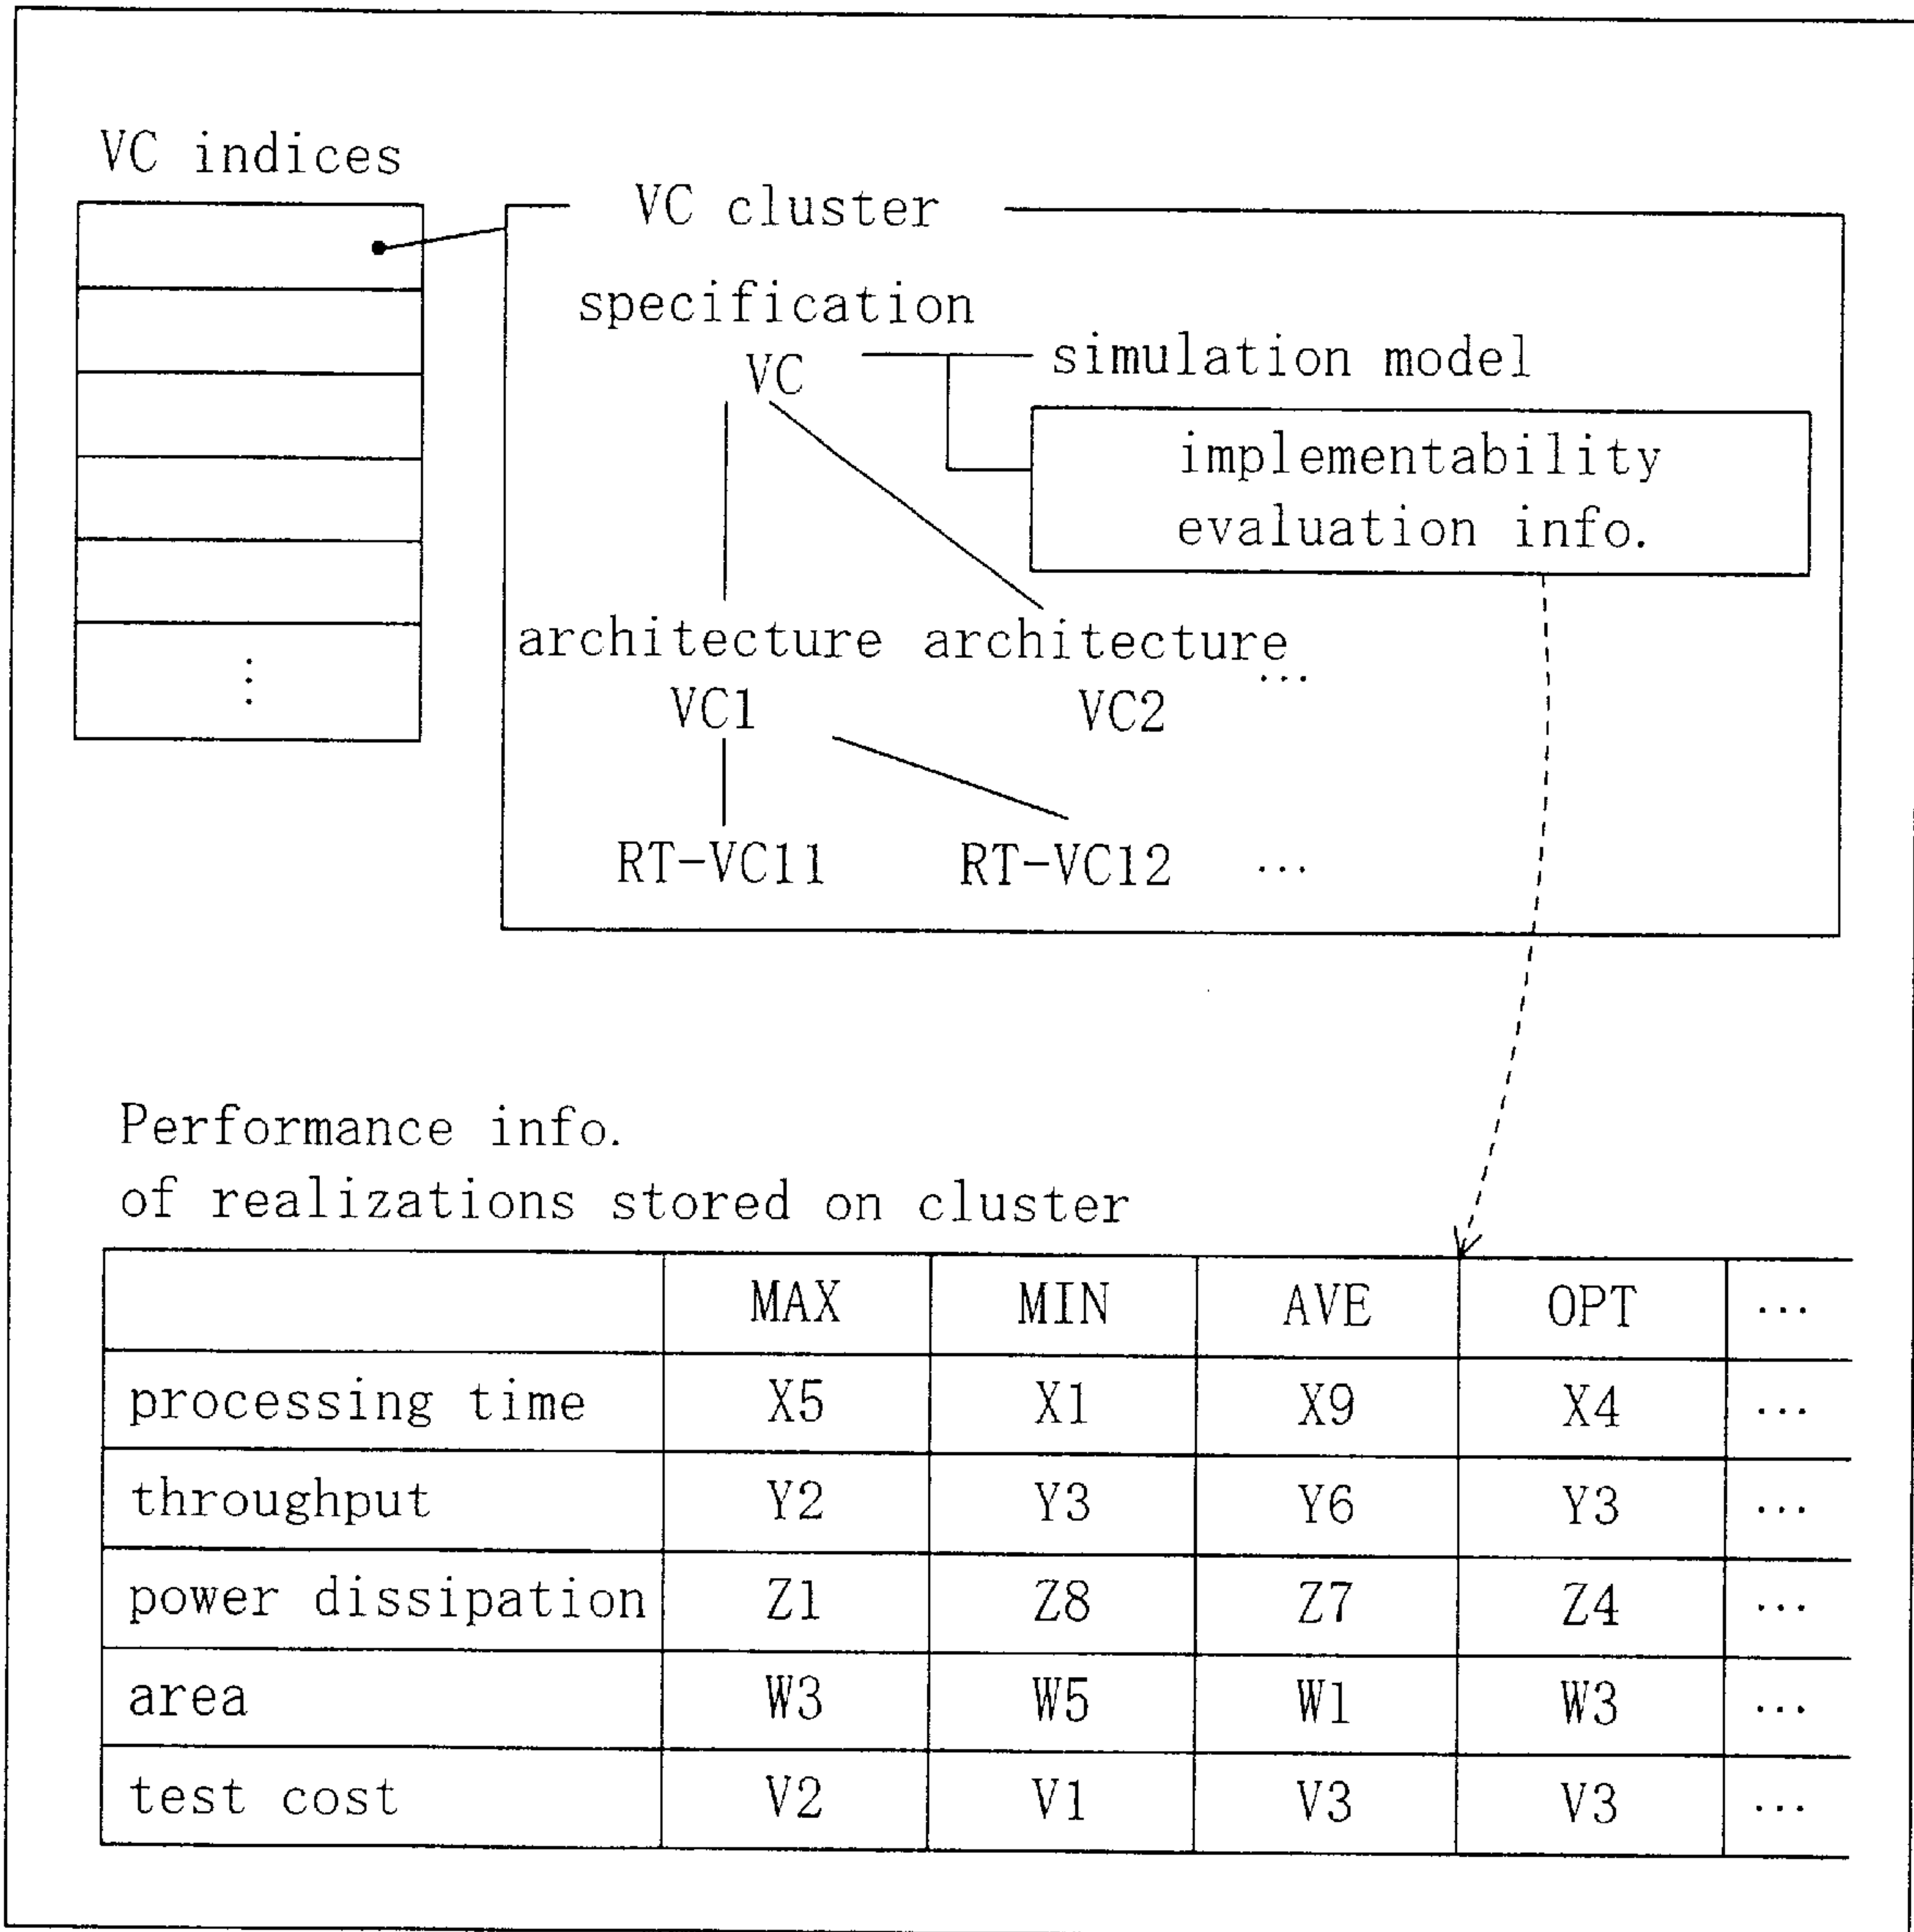 VC indices
⋮
VC cluster
specification
VC
simulation model
implementability
evaluation info.
architecture architecture ...
VC1 VC2
RT-VC11 RT-VC12 ...
Performance info.
of realizations stored on cluster
MAX MIN AVE OPT ...
processing time X5 X1 X9 X4 ...
throughput Y2 Y3 Y6 Y3 ...
power dissipation Z1 Z8 Z7 Z4 ...
area W3 W5 W1 W3 ...
test cost V2 V1 V3 V3 ...